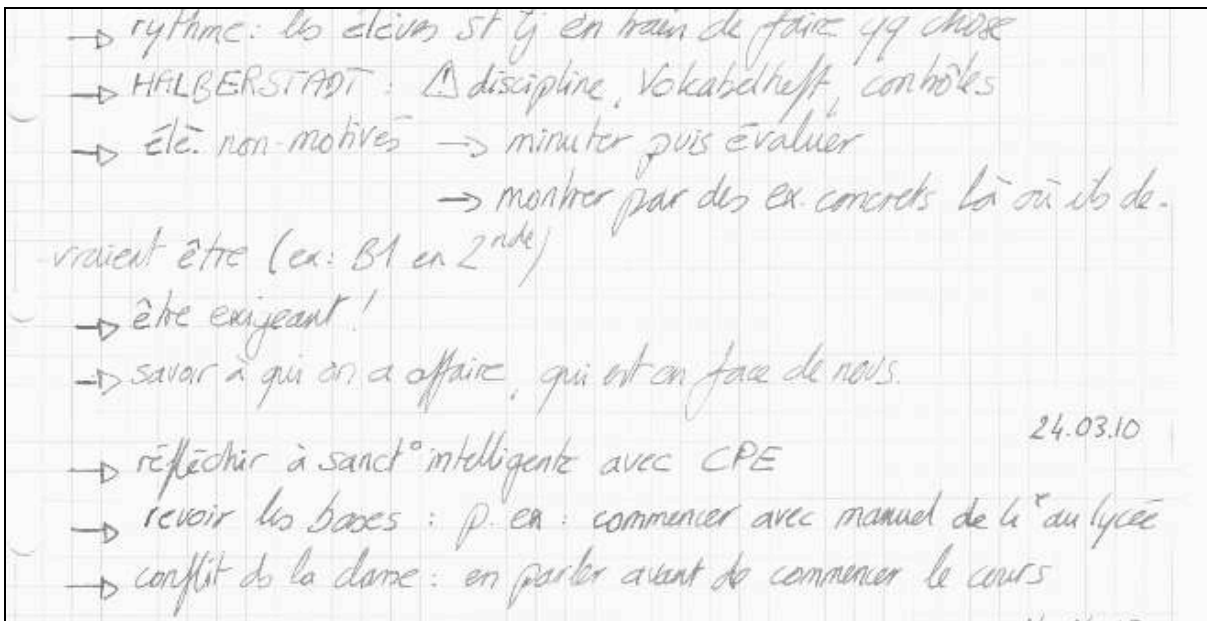 → rythme : les élèves st tj en train de faire qq chose
→ HALBERSTADT : ⚠ discipline, Vokabelheft, contrôles
→ élè. non-motivés → minuter puis évaluer
→ montrer par des ex. concrets là où ils de-
vraient être (ex : B1 en 2nde)
→ être exigeant !
→ savoir à qui on a affaire, qui est en face de nous.
24.03.10
→ réfléchir à sanct° intelligente avec CPE
→ revoir les bases : p. ex : commencer avec manuel de 4e au lycée
→ conflit ds la classe : en parler avant de commencer le cours